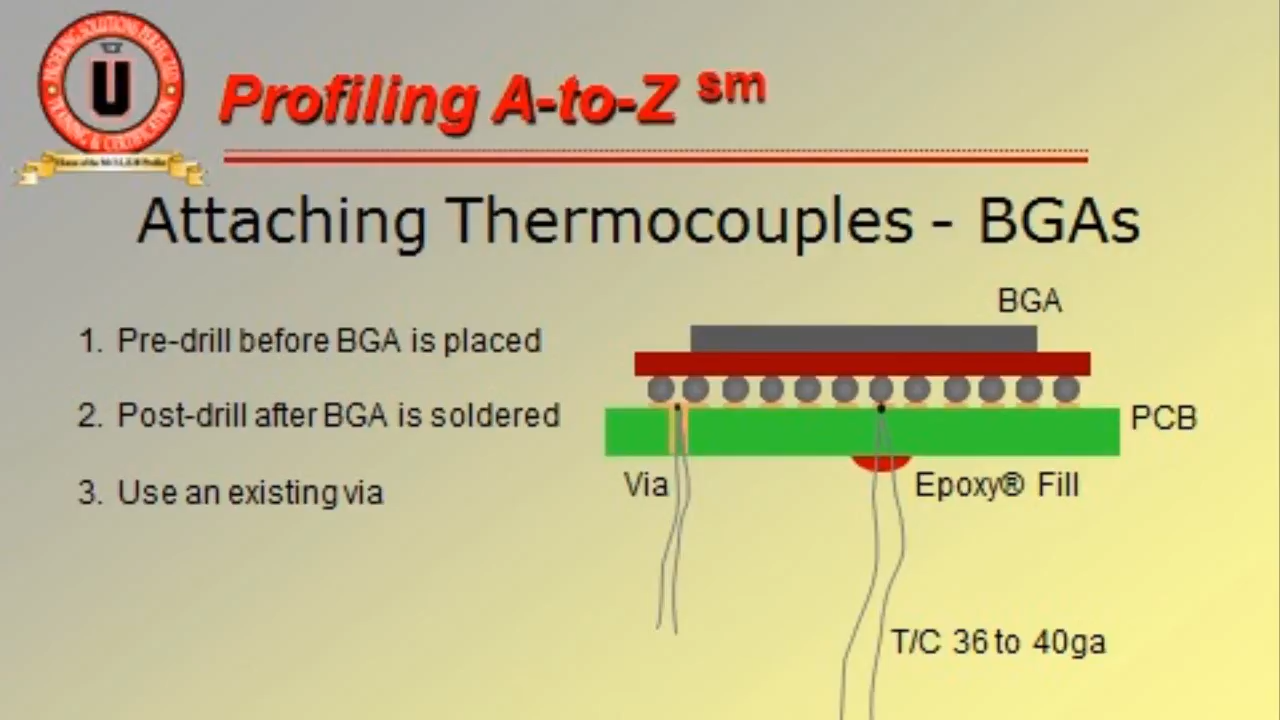 U
Profiling A-to-Z sm
Attaching Thermocouples - BGAs
BGA
1. Pre-drill before BGA is placed
2. Post-drill after BGA is soldered
PCB
3. Use an existing via
Via
Epoxy® Fill
T/C 36 to 40ga